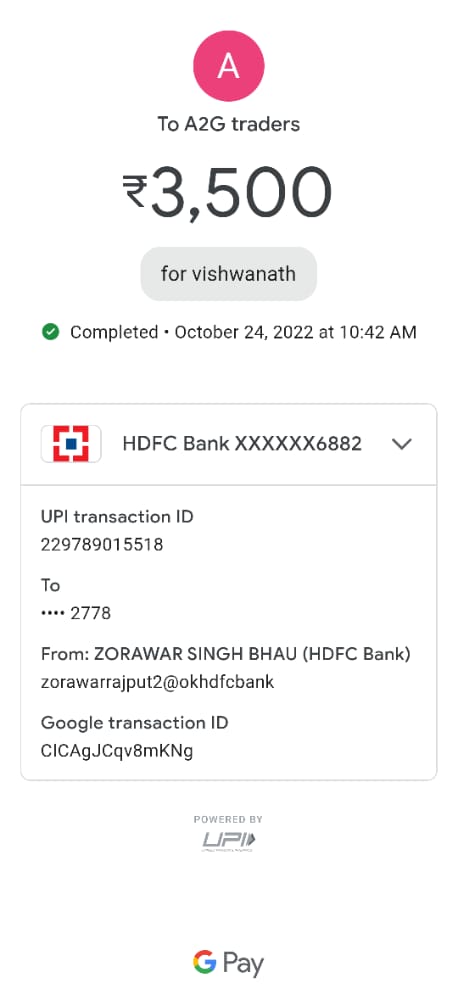 A
To A2G traders
₹3,500
for vishwanath
Completed • October 24, 2022 at 10:42 AM
HDFC Bank XXXXXX6882
UPI transaction ID
229789015518
To
•••• 2778
From: ZORAWAR SINGH BHAU (HDFC Bank)
zorawarrajput2@okhdfcbank
Google transaction ID
CICAgJCqv8mKNg
POWERED BY
UPI
G Pay